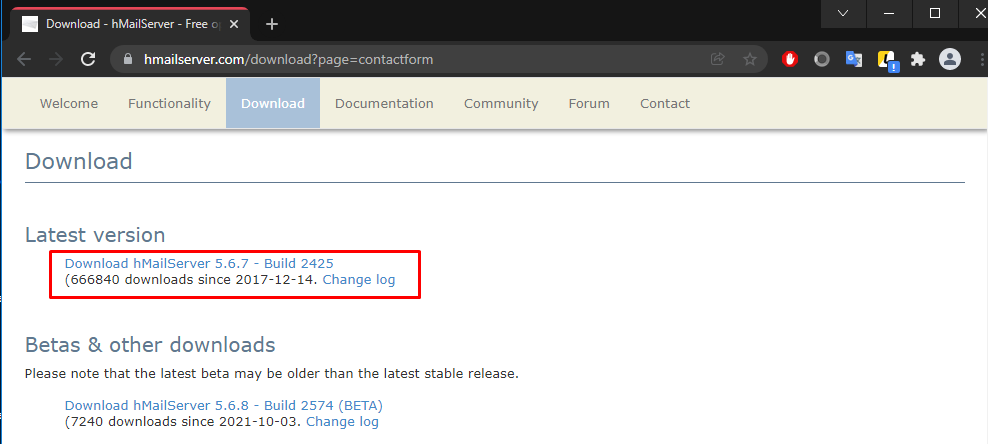 Download - hMailServer - Free op
hmailserver.com/download?page=contactform
Welcome Functionality Download Documentation Community Forum Contact
Download
Latest version
Download hMailServer 5.6.7 - Build 2425
(666840 downloads since 2017-12-14. Change log
Betas & other downloads
Please note that the latest beta may be older than the latest stable release.
Download hMailServer 5.6.8 - Build 2574 (BETA)
(7240 downloads since 2021-10-03. Change log